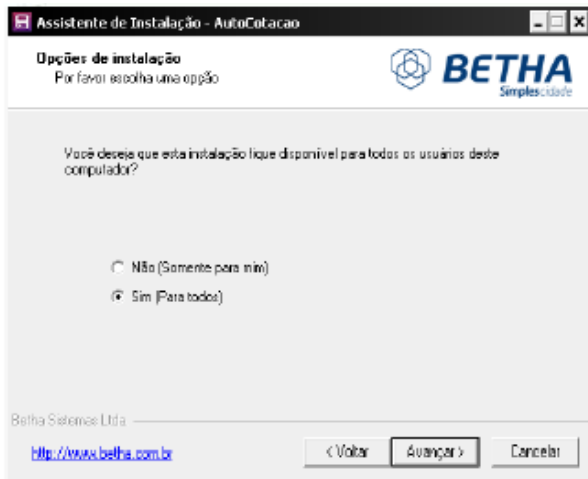 Assistente de Instalação - AutoCotacao
Opções de instalação
Por favor escolha uma opção
BETHA
Simplescidade
Você deseja que esta instalação fique disponível para todos os usuários deste
computador?
Não (Somente para mim)
Sim (Para todos)
Betha Sistemas Ltda
http://www.betha.com.br
< Voltar
Avançar >
Cancelar